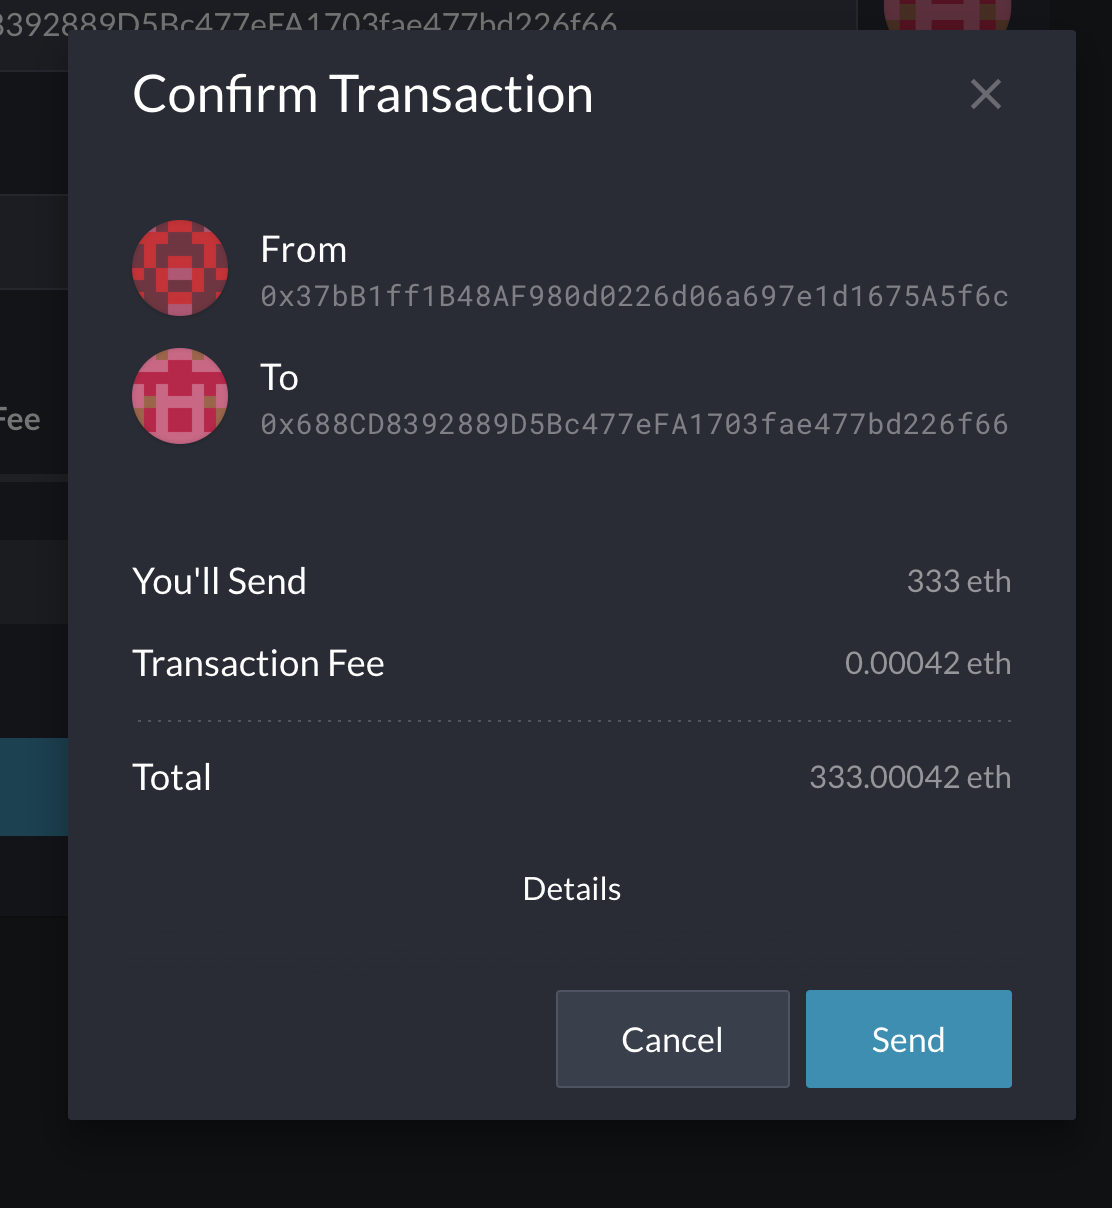 8392889D5Bc477eFA1703fae477bd226f66
Confirm Transaction
From
0x37bB1ff1B48AF980d0226d06a697e1d1675A5f6c
To
0x688CD8392889D5Bc477eFA1703fae477bd226f66
Fee
You'll Send 333 eth
Transaction Fee 0.00042 eth
Total 333.00042 eth
Details
Cancel Send